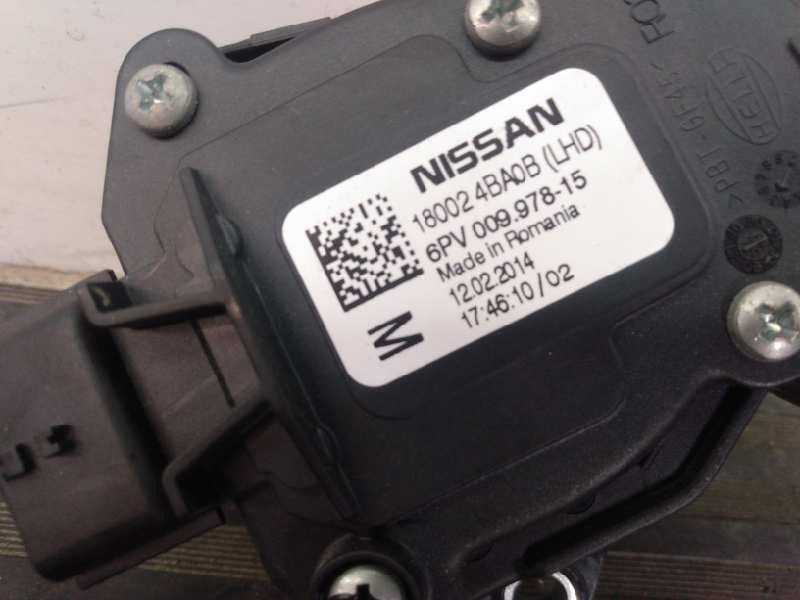 NISSAN
18002 4BA0B (LHD)
6PV 009.978-15
Made in Romania
12.02.2014
17:46:10/02
M
HELLA